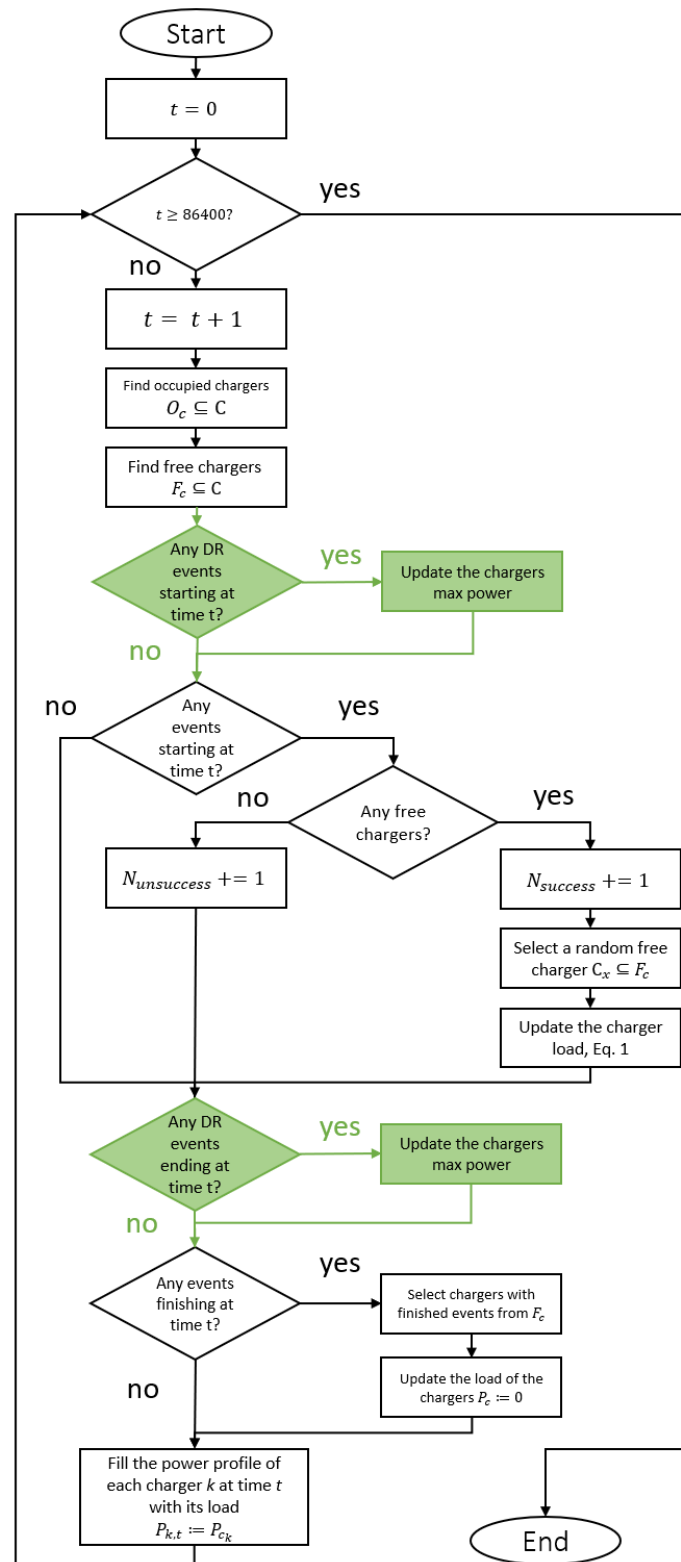 Start
t = 0
t ≥ 86400?
yes
no
t = t + 1
Find occupied chargers
O_c ⊆ C
Find free chargers
F_c ⊆ C
Any DR
events
starting at
time t?
yes
Update the chargers
max power
no
no
Any
events
starting at
time t?
yes
no
Any free
chargers?
yes
N_unsuccess += 1
N_success += 1
Select a random free
charger C_x ⊆ F_c
Update the charger
load, Eq. 1
Any DR
events
ending at
time t?
yes
Update the chargers
max power
no
Any events
finishing at
time t?
yes
Select chargers with
finished events from F_c
Update the load of the
chargers P_c ≔ 0
no
Fill the power profile of
each charger k at time t
with its load
P_k,t ≔ P_c_k
End